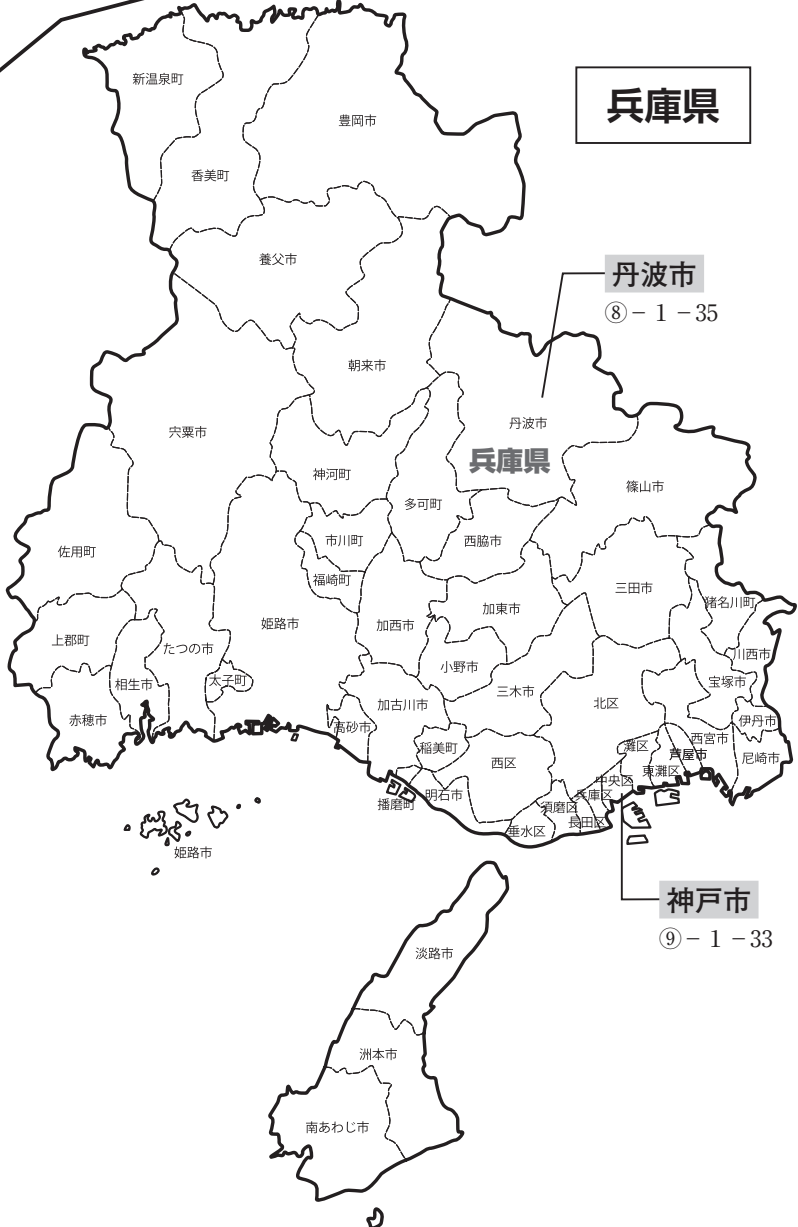 兵庫県
新温泉町
豊岡市
香美町
養父市
丹波市
⑧－１－35
朝来市
丹波市
宍粟市
兵庫県
神河町
篠山市
多可町
市川町
西脇市
佐用町
福崎町
三田市
猪名川町
加東市
姫路市
加西市
上郡町
たつの市
川西市
小野市
太子町
宝塚市
相生市
三木市
北区
加古川市
赤穂市
高砂市
伊丹市
西宮市
灘区
稲美町
芦屋市
尼崎市
西区
東灘区
中央区
明石市
兵庫区
播磨町
須磨区
長田区
垂水区
姫路市
神戸市
⑨－１－33
淡路市
洲本市
南あわじ市